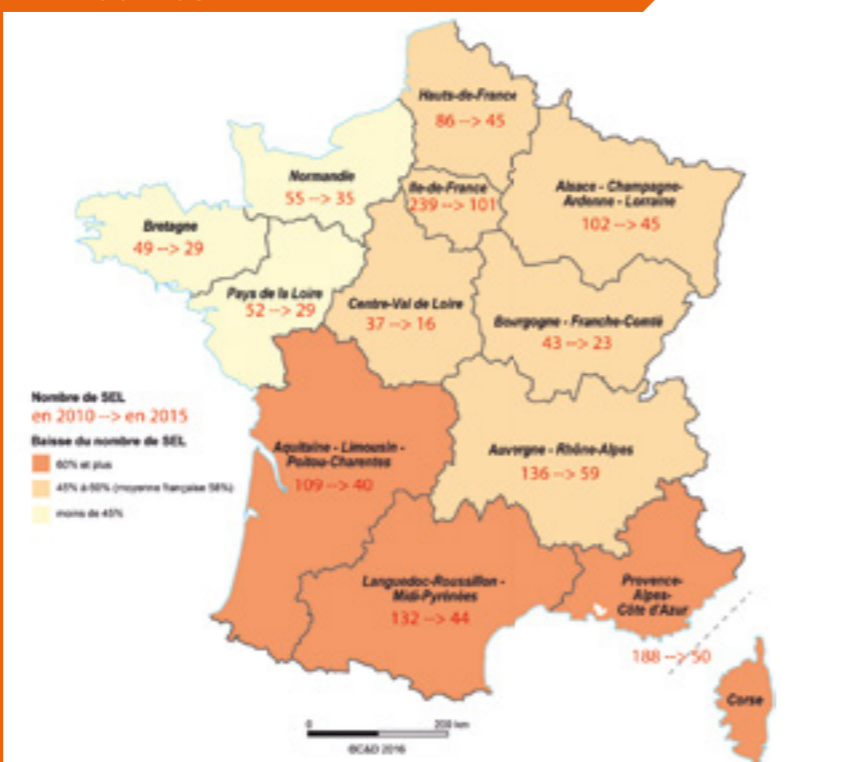 Hauts-de-France
86 --> 45
Normandie
55 --> 35
Ile-de-France
239 --> 101
Alsace - Champagne-
Ardenne - Lorraine
102 --> 45
Bretagne
49 --> 29
Pays de la Loire
52 --> 29
Centre-Val de Loire
37 --> 16
Bourgogne - Franche-Comté
43 --> 23
Nombre de SEL
en 2010 --> en 2015
Baisse du nombre de SEL
60% et plus
45% à 60% (moyenne française 56%)
moins de 45%
Aquitaine - Limousin -
Poitou-Charentes
109 --> 40
Auvergne - Rhône-Alpes
136 --> 59
Languedoc-Roussillon -
Midi-Pyrénées
132 --> 44
Provence-
Alpes-
Côte d'Azur
188 --> 50
Corse
0 200 km
©C&D 2016